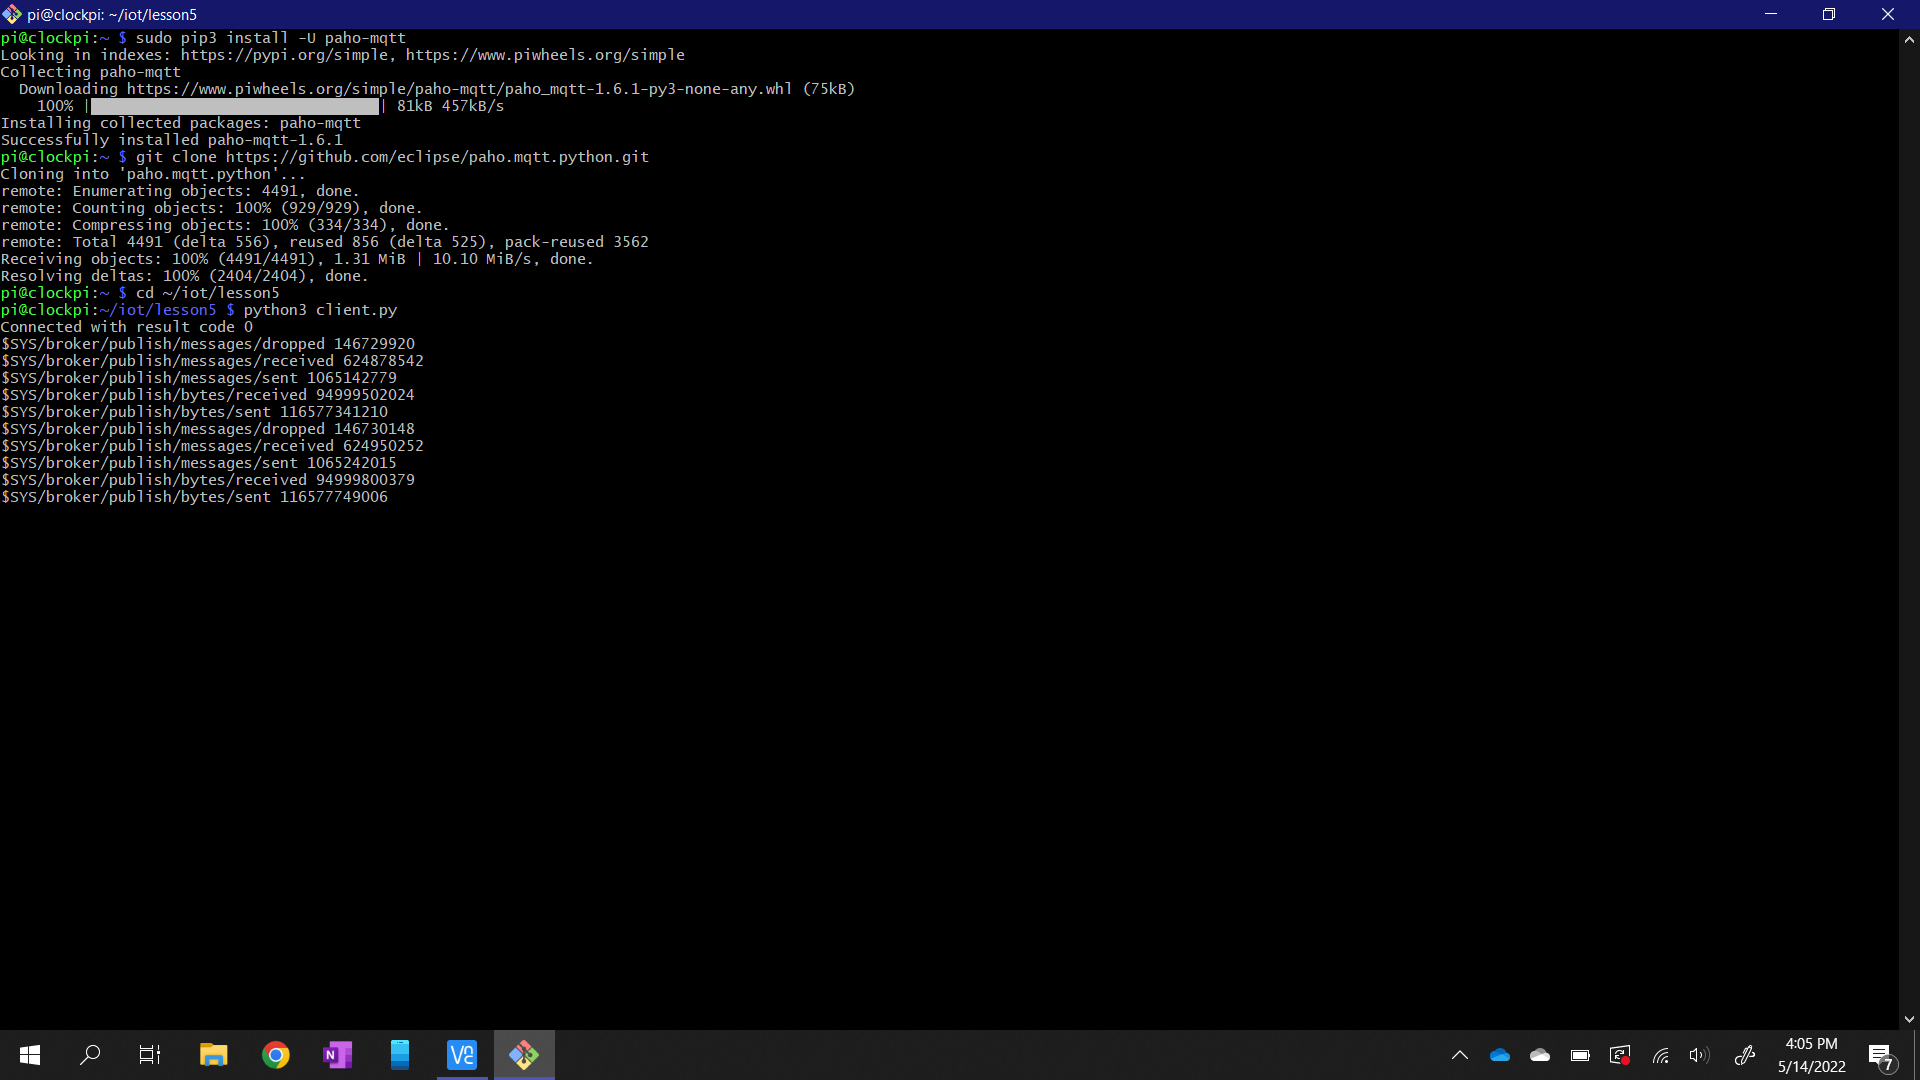 pi@clockpi: ~/iot/lesson5
pi@clockpi:~ $ sudo pip3 install -U paho-mqtt
Looking in indexes: https://pypi.org/simple, https://www.piwheels.org/simple
Collecting paho-mqtt
  Downloading https://www.piwheels.org/simple/paho-mqtt/paho_mqtt-1.6.1-py3-none-any.whl (75kB)
    100% |████████████████████████████████| 81kB 457kB/s
Installing collected packages: paho-mqtt
Successfully installed paho-mqtt-1.6.1
pi@clockpi:~ $ git clone https://github.com/eclipse/paho.mqtt.python.git
Cloning into 'paho.mqtt.python'...
remote: Enumerating objects: 4491, done.
remote: Counting objects: 100% (929/929), done.
remote: Compressing objects: 100% (334/334), done.
remote: Total 4491 (delta 556), reused 856 (delta 525), pack-reused 3562
Receiving objects: 100% (4491/4491), 1.31 MiB | 10.10 MiB/s, done.
Resolving deltas: 100% (2404/2404), done.
pi@clockpi:~ $ cd ~/iot/lesson5
pi@clockpi:~/iot/lesson5 $ python3 client.py
Connected with result code 0
$SYS/broker/publish/messages/dropped 146729920
$SYS/broker/publish/messages/received 624878542
$SYS/broker/publish/messages/sent 1065142779
$SYS/broker/publish/bytes/received 94999502024
$SYS/broker/publish/bytes/sent 116577341210
$SYS/broker/publish/messages/dropped 146730148
$SYS/broker/publish/messages/received 624950252
$SYS/broker/publish/messages/sent 1065242015
$SYS/broker/publish/bytes/received 94999800379
$SYS/broker/publish/bytes/sent 116577749006
N
VC
4:05 PM
5/14/2022
7